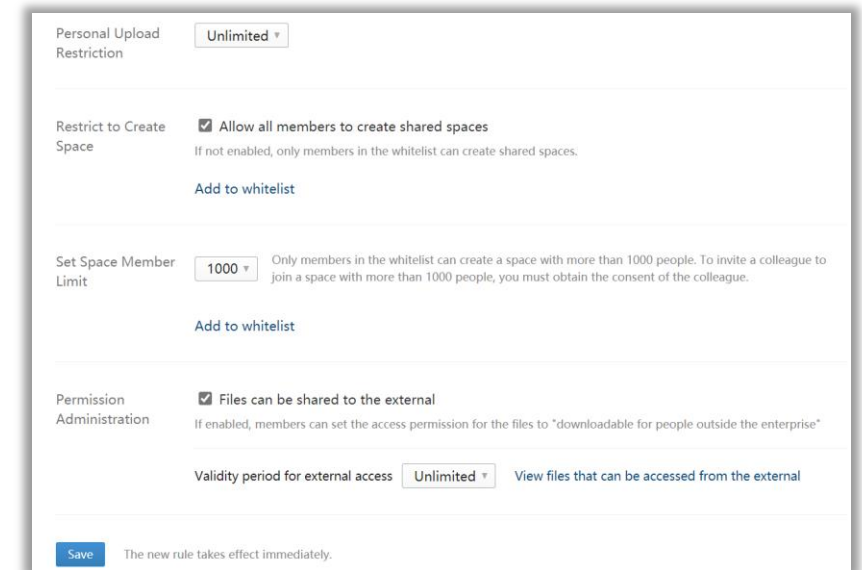 Personal Upload
Restriction
Unlimited
Restrict to Create
Space
Allow all members to create shared spaces
If not enabled, only members in the whitelist can create shared spaces.
Add to whitelist
Set Space Member
Limit
1000
Only members in the whitelist can create a space with more than 1000 people. To invite a colleague to
join a space with more than 1000 people, you must obtain the consent of the colleague.
Add to whitelist
Permission
Administration
Files can be shared to the external
If enabled, members can set the access permission for the files to "downloadable for people outside the enterprise"
Validity period for external access Unlimited View files that can be accessed from the external
Save The new rule takes effect immediately.